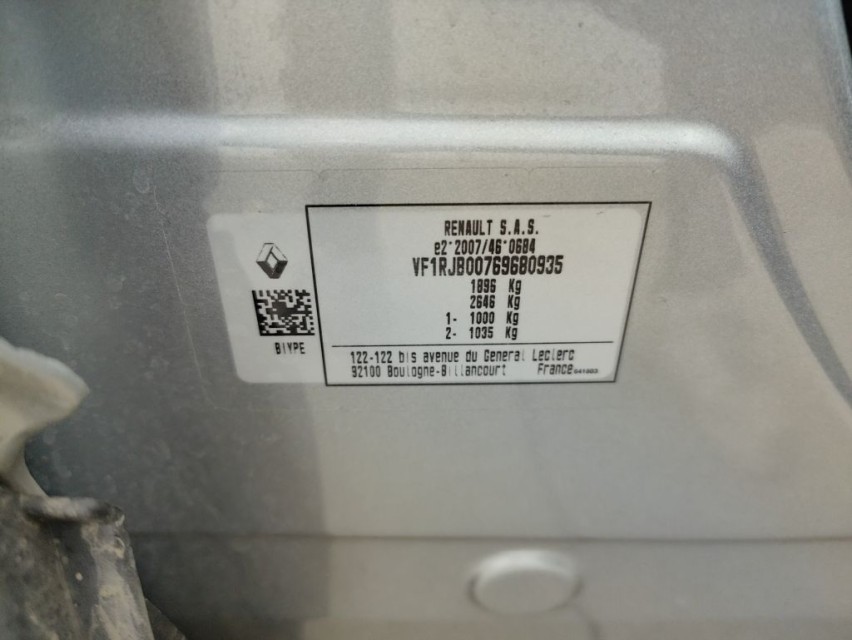 RENAULT S.A.S.
e2*2007/46*0684
VF1RJB00769680935
1896 Kg
2646 Kg
1- 1000 Kg
2- 1035 Kg
BIYPE
122-122 bis avenue du General Leclerc
92100 Boulogne-Billancourt France